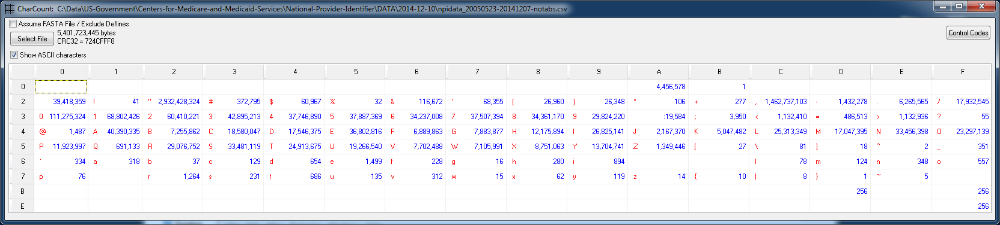 CharCount: C:\Data\US-Government\Centers-for-Medicare-and-Medicaid-Services\National-Provider-Identifier\DATA\2014-12-10\npidata_20050523-20141207-notabs.csv
Assume FASTA File / Exclude Deflines
Select File 5,401,723,445 bytes
CRC32 = 724CFFF8
Control Codes
Show ASCII characters
0 1 2 3 4 5 6 7 8 9 A B C D E F
0 4,456,578 1
2 39,418,359 ! 41 " 2,932,428,324 # 372,795 $ 60,967 % 32 & 116,672 ' 68,355 ( 26,960 ) 26,348 * 106 + 277 , 1,462,737,103 - 1,432,278 . 6,265,565 / 17,932,545
3 0 111,275,324 1 68,802,426 2 60,410,221 3 42,895,213 4 37,746,890 5 37,887,369 6 34,237,008 7 37,507,394 8 34,361,170 9 29,824,220 : 19,584 ; 3,950 < 1,132,410 = 486,513 > 1,132,936 ? 55
4 @ 1,487 A 40,390,335 B 7,255,862 C 18,580,047 D 17,546,375 E 36,802,816 F 6,889,863 G 7,883,877 H 12,175,894 I 26,825,141 J 2,167,370 K 5,047,482 L 25,313,349 M 17,047,395 N 33,456,398 O 23,297,139
5 P 11,923,997 Q 691,133 R 29,076,752 S 33,481,119 T 24,913,675 U 19,266,540 V 7,702,488 W 7,105,991 X 8,751,063 Y 13,704,741 Z 1,349,446 [ 27 \ 81 ] 18 ^ 2 _ 351
6 ` 334 a 318 b 37 c 129 d 654 e 1,499 f 228 g 16 h 280 i 894 l 78 m 124 n 348 o 557
7 p 76 r 1,264 s 231 t 686 u 135 v 312 w 15 x 62 y 119 z 14 { 10 | 8 } 1 ~ 5
B 256 256
E 256